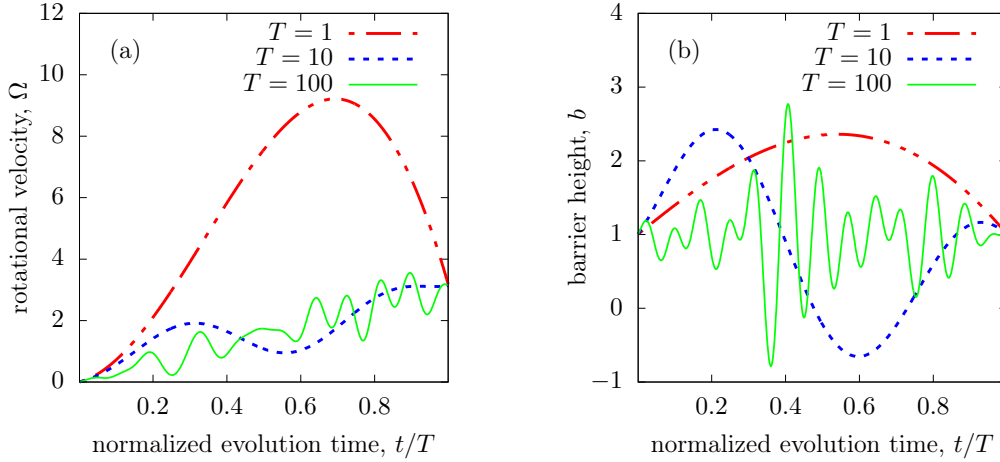 (a)
T = 1
T = 10
T = 100
rotational velocity, Ω
12
10
8
6
4
2
0
0.2 0.4 0.6 0.8
normalized evolution time, t/T
(b)
T = 1
T = 10
T = 100
barrier height, b
4
3
2
1
0
−1
0.2 0.4 0.6 0.8
normalized evolution time, t/T